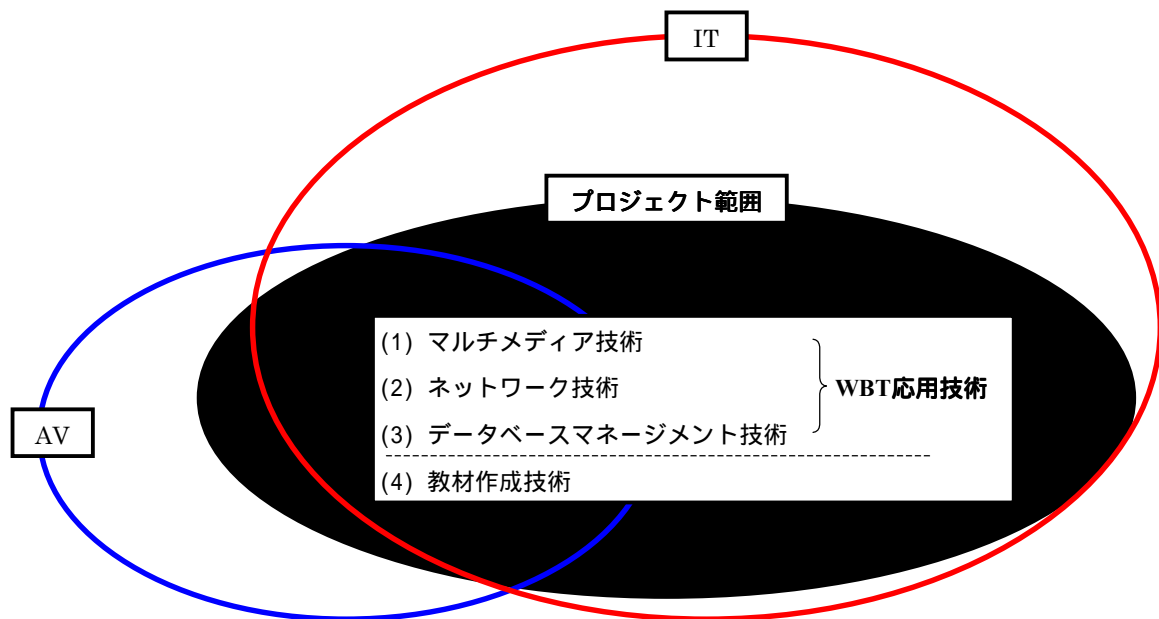 IT
プロジェクト範囲
(1) マルチメディア技術
(2) ネットワーク技術
WBT応用技術
AV
(3) データベースマネージメント技術
(4) 教材作成技術